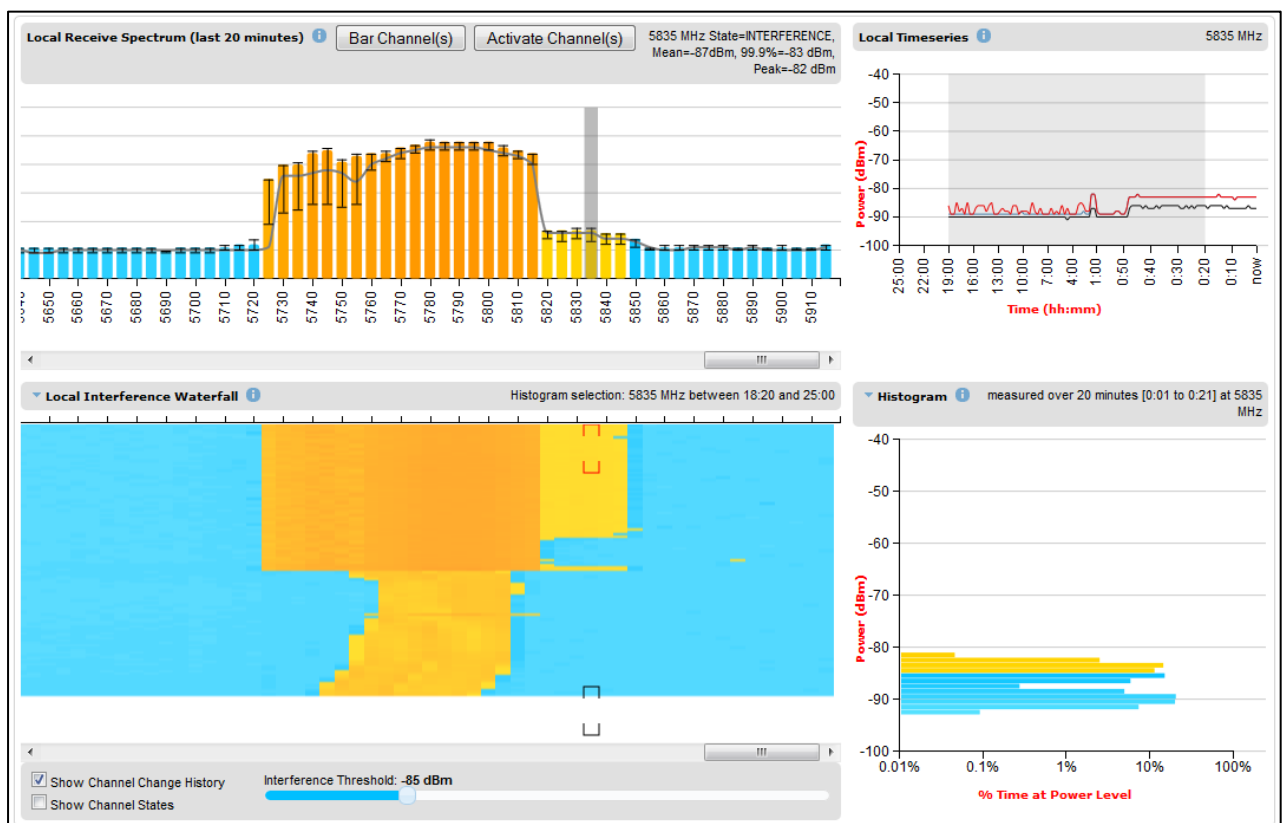 Local Receive Spectrum (last 20 minutes)
Bar Channel(s)
Activate Channel(s)
5835 MHz State=INTERFERENCE,
Mean=-87dBm, 99.9%=-83 dBm,
Peak=-82 dBm
5650
5660
5670
5680
5690
5700
5710
5720
5730
5740
5750
5760
5770
5780
5790
5800
5810
5820
5830
5840
5850
5860
5870
5880
5890
5900
5910
Local Timeseries
5835 MHz
-40
-50
-60
-70
-80
-90
-100
Power (dBm)
25:00
22:00
19:00
16:00
13:00
10:00
7:00
4:00
1:00
0:50
0:40
0:30
0:20
0:10
now
Time (hh:mm)
Local Interference Waterfall
Histogram selection: 5835 MHz between 18:20 and 25:00
Show Channel Change History
Show Channel States
Interference Threshold: -85 dBm
Histogram
measured over 20 minutes [0:01 to 0:21] at 5835
MHz
-40
-50
-60
-70
-80
-90
-100
Power (dBm)
0.01%
0.1%
1%
10%
100%
% Time at Power Level